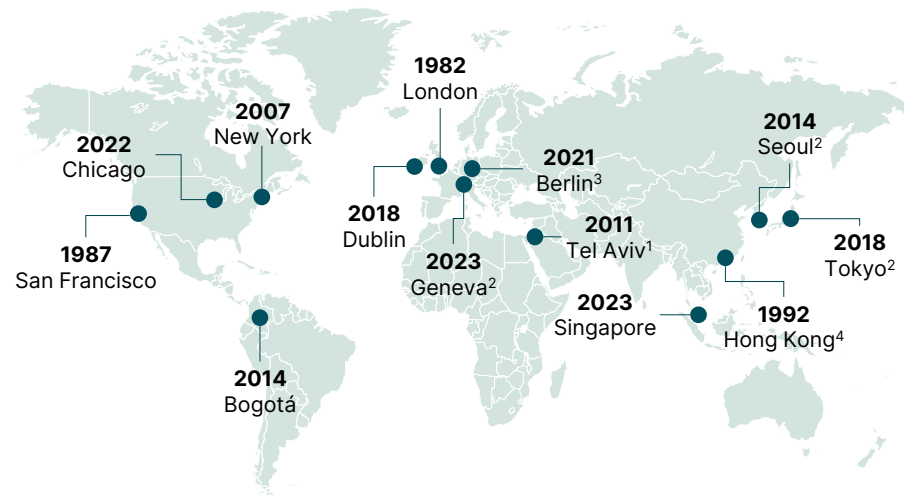 1982
London
2007
New York
2022
Chicago
2014
Seoul²
2021
Berlin³
2018
Dublin
2011
Tel Aviv¹
2018
Tokyo²
1987
San Francisco
2023
Geneva²
2023
Singapore
1992
Hong Kong⁴
2014
Bogotá